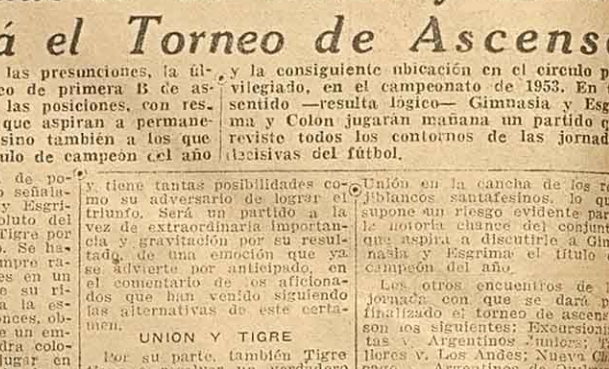 á el Torneo de Ascens
las presunciones, la úl-
co de primera B de as-
las posiciones, con res-
que aspiran a permane-
sino también a los que
ulo de campeón del año
y la consiguiente ubicación en el circulo p
vilegiado, en el campeonato de 1953. En
sentido —resulta lógico— Gimnasia y Esg
ma y Colon jugarán mañana un partido q
reviste todos los contornos de las jornad
decisivas del fútbol.
de po-
señala-
y Esgri-
oluto del
Tigre por
Se ha-
mpre ra-
es en un
e su ri-
a la es-
onces, ob-
e un em-
dra colo-
jugar en
y, tiene tantas posibilidades co-
mo su adversario de lograr el
triunfo. Será un partido a la
vez de extraordinaria importan-
cia y gravitación por su resul-
tado, de una emoción que ya
se advierte por anticipado, en
el comentario de os aficiona-
dos que han venido siguiendo
las alternativas de este certa-
men.
UNION Y TIGRE
Por su parte, también Tigre
Unión en la cancha de los r
jiblancos santafesinos, lo qu
supone un riesgo evidente par
la notoria chance del conjunt
que aspira a discutirle a Gim
nasia y Esgrima el título d
campeón del año.
Los otros encuentros de
jornada con que se dará p
finalizado el torneo de ascens
son los siguientes: Excursion
tas v. Argentinos Juniors; T
lleres v. Los Andes; Nueva Ch